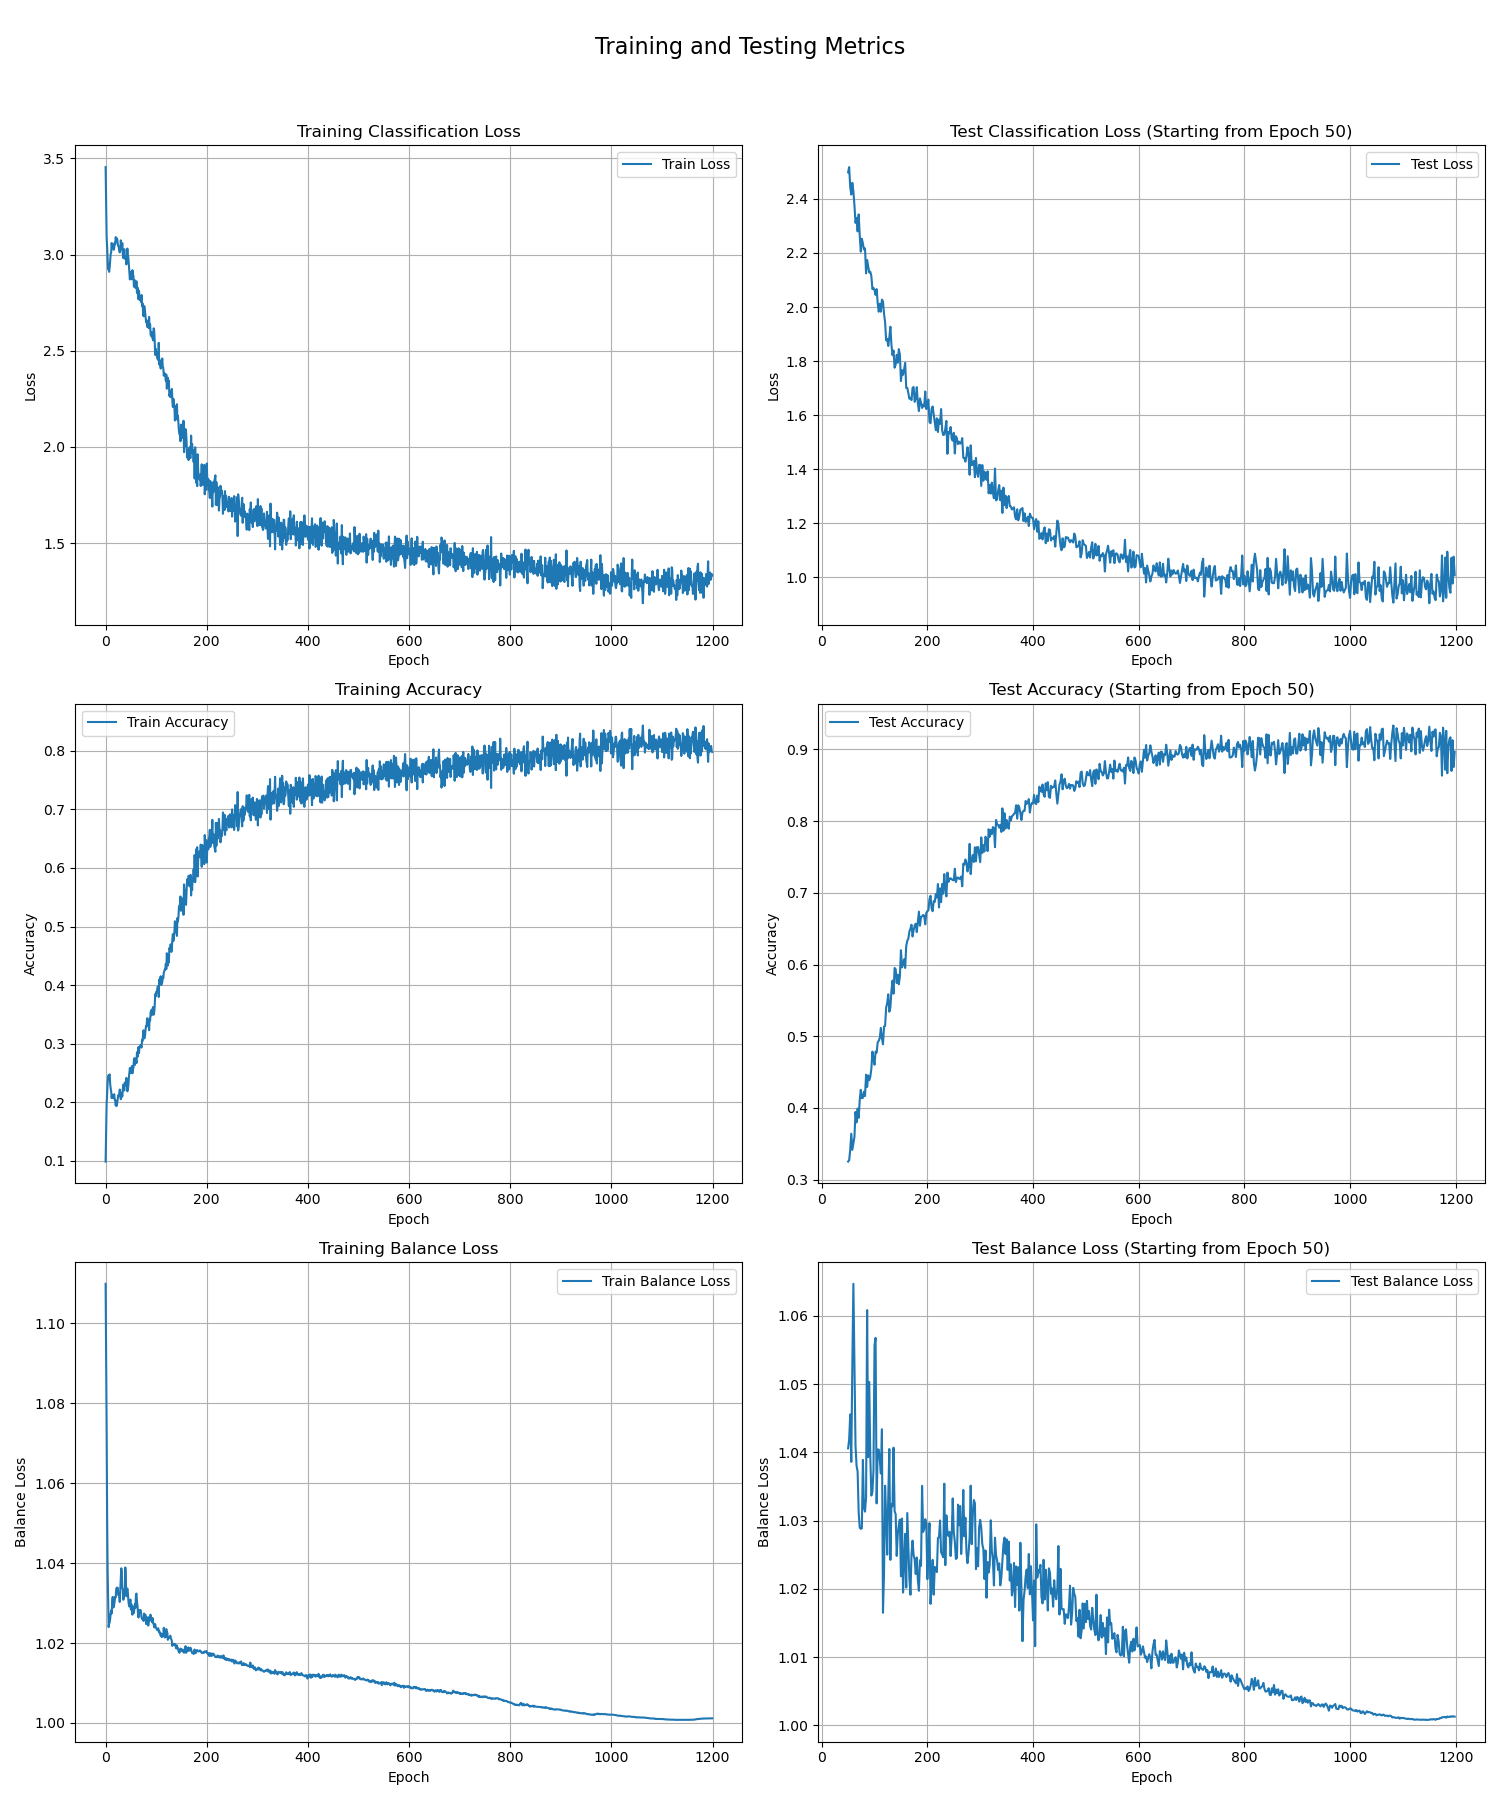 Training and Testing Metrics
Training Classification Loss
3.5
3.0
2.5
2.0
1.5
Loss
Train Loss
0 200 400 600 800 1000 1200
Epoch
Test Classification Loss (Starting from Epoch 50)
2.4
2.2
2.0
1.8
1.6
1.4
1.2
1.0
Loss
Test Loss
0 200 400 600 800 1000 1200
Epoch
Training Accuracy
0.8
0.7
0.6
0.5
0.4
0.3
0.2
0.1
Accuracy
Train Accuracy
0 200 400 600 800 1000 1200
Epoch
Test Accuracy (Starting from Epoch 50)
0.9
0.8
0.7
0.6
0.5
0.4
0.3
Accuracy
Test Accuracy
0 200 400 600 800 1000 1200
Epoch
Training Balance Loss
1.10
1.08
1.06
1.04
1.02
1.00
Balance Loss
Train Balance Loss
0 200 400 600 800 1000 1200
Epoch
Test Balance Loss (Starting from Epoch 50)
1.06
1.05
1.04
1.03
1.02
1.01
1.00
Balance Loss
Test Balance Loss
0 200 400 600 800 1000 1200
Epoch